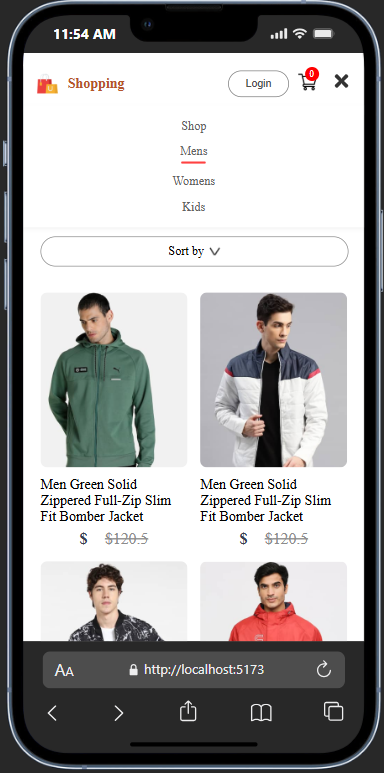 11:54 AM
Shopping
Login
0
Shop
Mens
Womens
Kids
Sort by
Men Green Solid
Zippered Full-Zip Slim
Fit Bomber Jacket
$ $120.5
Men Green Solid
Zippered Full-Zip Slim
Fit Bomber Jacket
$ $120.5
AA
http://localhost:5173